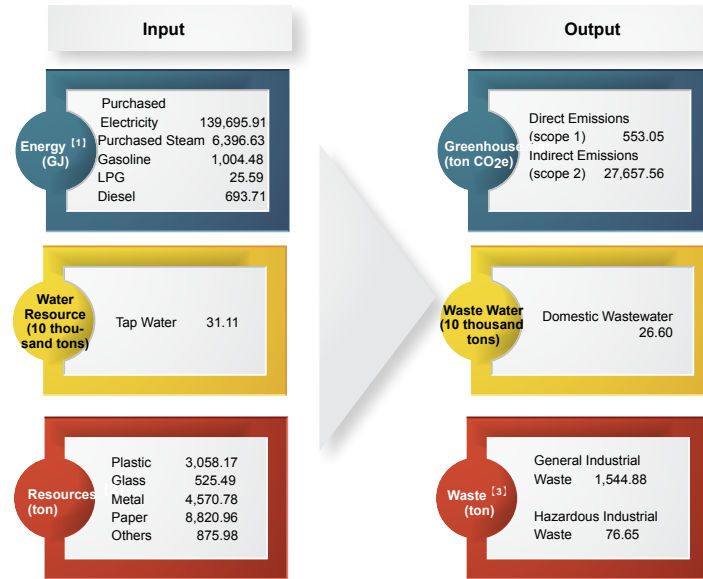 Input
Energy [1]
(GJ)
Purchased
Electricity 139,695.91
Purchased Steam 6,396.63
Gasoline 1,004.48
LPG 25.59
Diesel 693.71
Water
Resource
(10 thou-
sand tons)
Tap Water 31.11
Resources
(ton)
Plastic 3,058.17
Glass 525.49
Metal 4,570.78
Paper 8,820.96
Others 875.98
Output
Greenhouse
(ton CO2e)
Direct Emissions
(scope 1) 553.05
Indirect Emissions
(scope 2) 27,657.56
Waste Water
(10 thousand
tons)
Domestic Wastewater
26.60
Waste [3]
(ton)
General Industrial
Waste 1,544.88
Hazardous Industrial
Waste 76.65